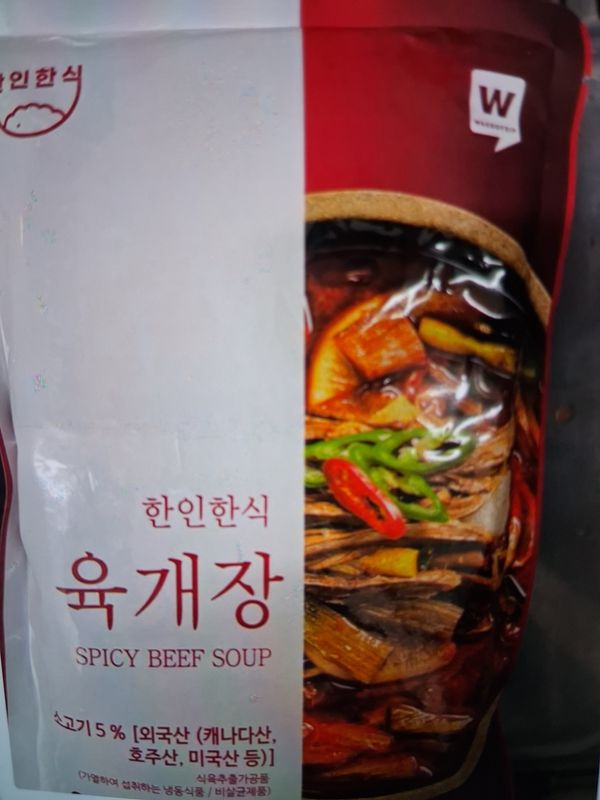 한인한식
W
한인한식
육개장
SPICY BEEF SOUP
소고기 5 % [외국산 (캐나다산,
호주산, 미국산 등)]
식육추출가공품
(가열하여 섭취하는 냉동식품 / 비살균제품)